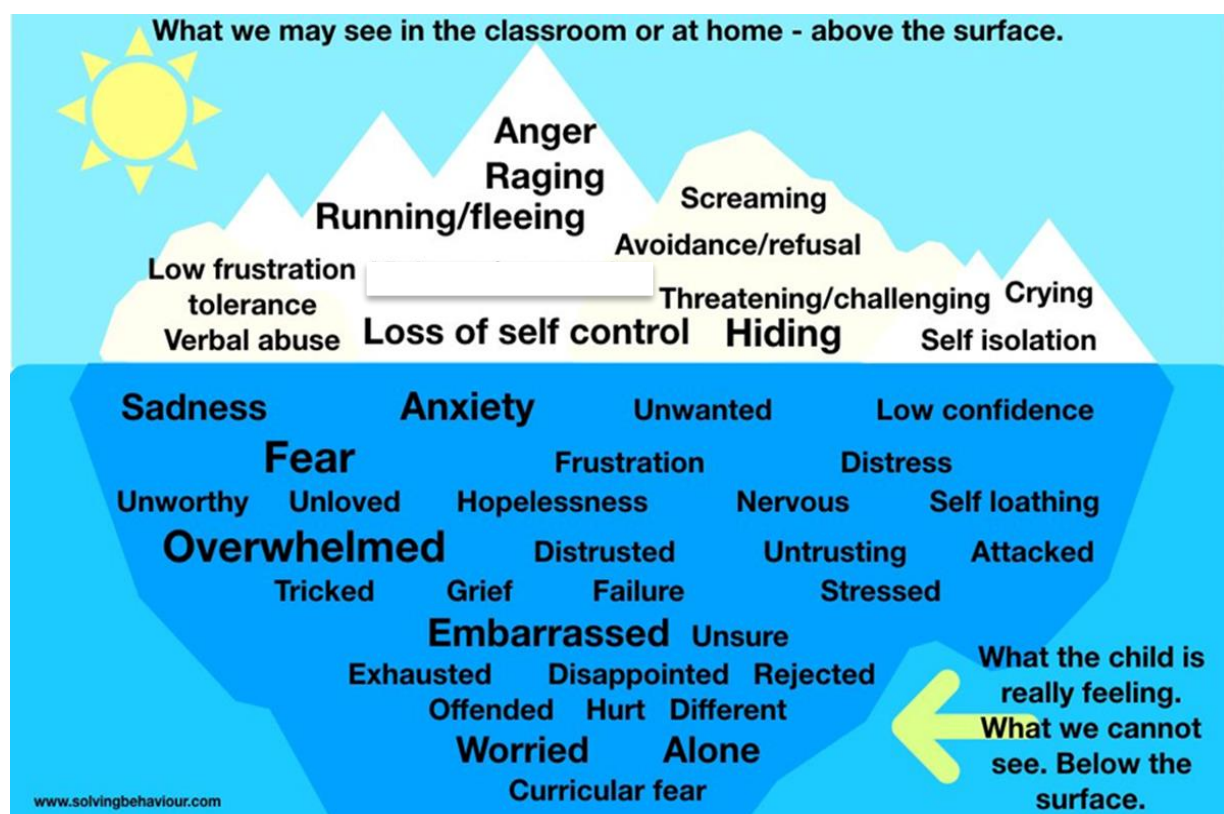 What we may see in the classroom or at home - above the surface.
Anger
Raging
Screaming
Running/fleeing
Avoidance/refusal
Low frustration
tolerance
Threatening/challenging Crying
Verbal abuse Loss of self control Hiding Self isolation
Sadness Anxiety Unwanted Low confidence
Fear Frustration Distress
Unworthy Unloved Hopelessness Nervous Self loathing
Overwhelmed Distrusted Untrusting Attacked
Tricked Grief Failure Stressed
Embarrassed Unsure
Exhausted Disappointed Rejected
Offended Hurt Different
Worried Alone
Curricular fear
What the child is
really feeling.
What we cannot
see. Below the
surface.
www.solvingbehaviour.com